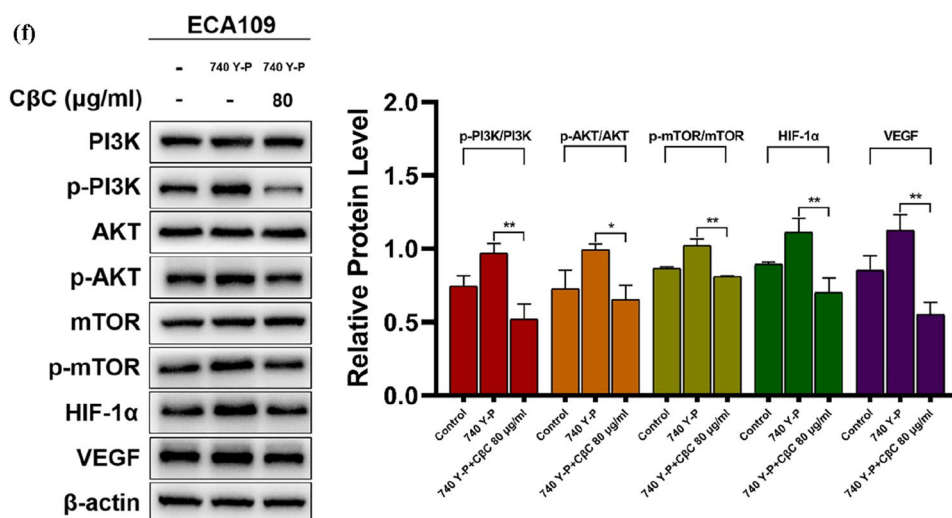 (f)
ECA109
- 740 Y-P 740 Y-P
CβC (μg/ml) - - 80
PI3K
p-PI3K
AKT
p-AKT
mTOR
p-mTOR
HIF-1α
VEGF
β-actin
Relative Protein Level
2.0
1.5
1.0
0.5
0.0
p-PI3K/PI3K p-AKT/AKT p-mTOR/mTOR HIF-1α VEGF
** * ** ** **
Control
740 Y-P
740 Y-P+CβC 80 μg/ml
Control
740 Y-P
740 Y-P+CβC 80 μg/ml
Control
740 Y-P
740 Y-P+CβC 80 μg/ml
Control
740 Y-P
740 Y-P+CβC 80 μg/ml
Control
740 Y-P
740 Y-P+CβC 80 μg/ml